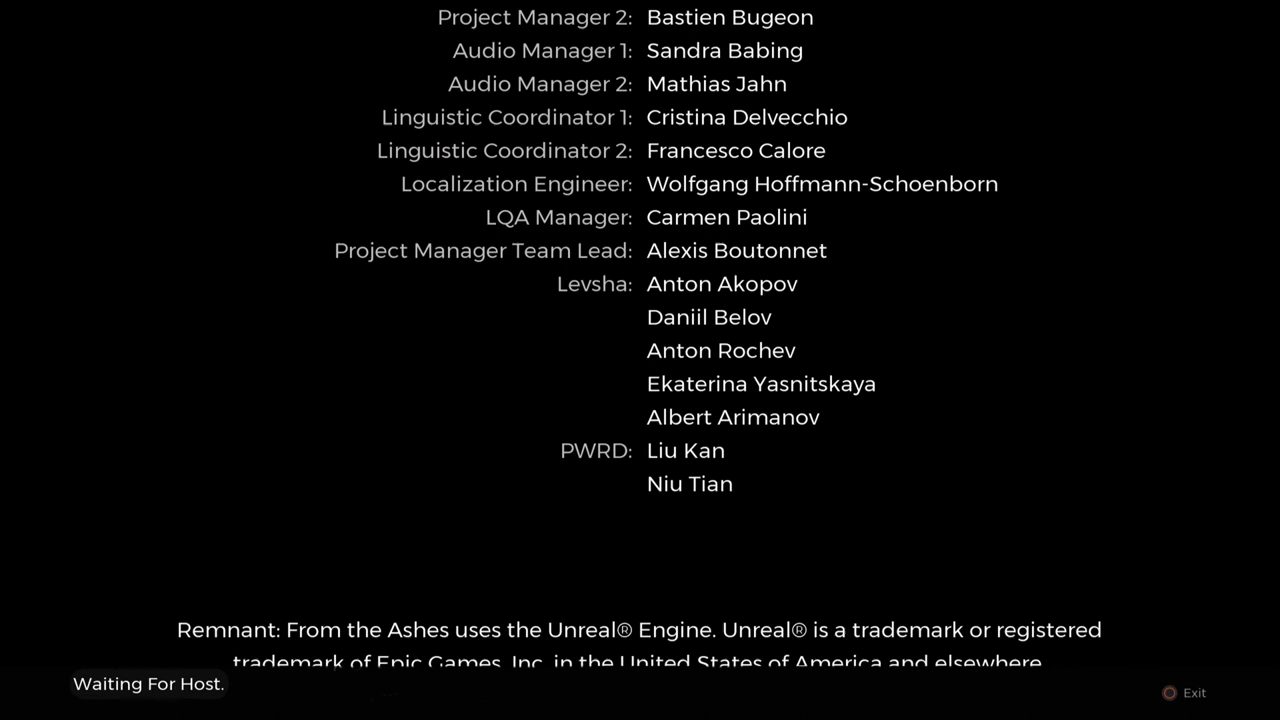 Project Manager 2: Bastien Bugeon
Audio Manager 1: Sandra Babing
Audio Manager 2: Mathias Jahn
Linguistic Coordinator 1: Cristina Delvecchio
Linguistic Coordinator 2: Francesco Calore
Localization Engineer: Wolfgang Hoffmann-Schoenborn
LQA Manager: Carmen Paolini
Project Manager Team Lead: Alexis Boutonnet
Levsha: Anton Akopov
Daniil Belov
Anton Rochev
Ekaterina Yasnitskaya
Albert Arimanov
PWRD: Liu Kan
Niu Tian
Remnant: From the Ashes uses the Unreal® Engine. Unreal® is a trademark or registered
trademark of Epic Games, Inc. in the United States of America and elsewhere.
Waiting For Host.
Exit